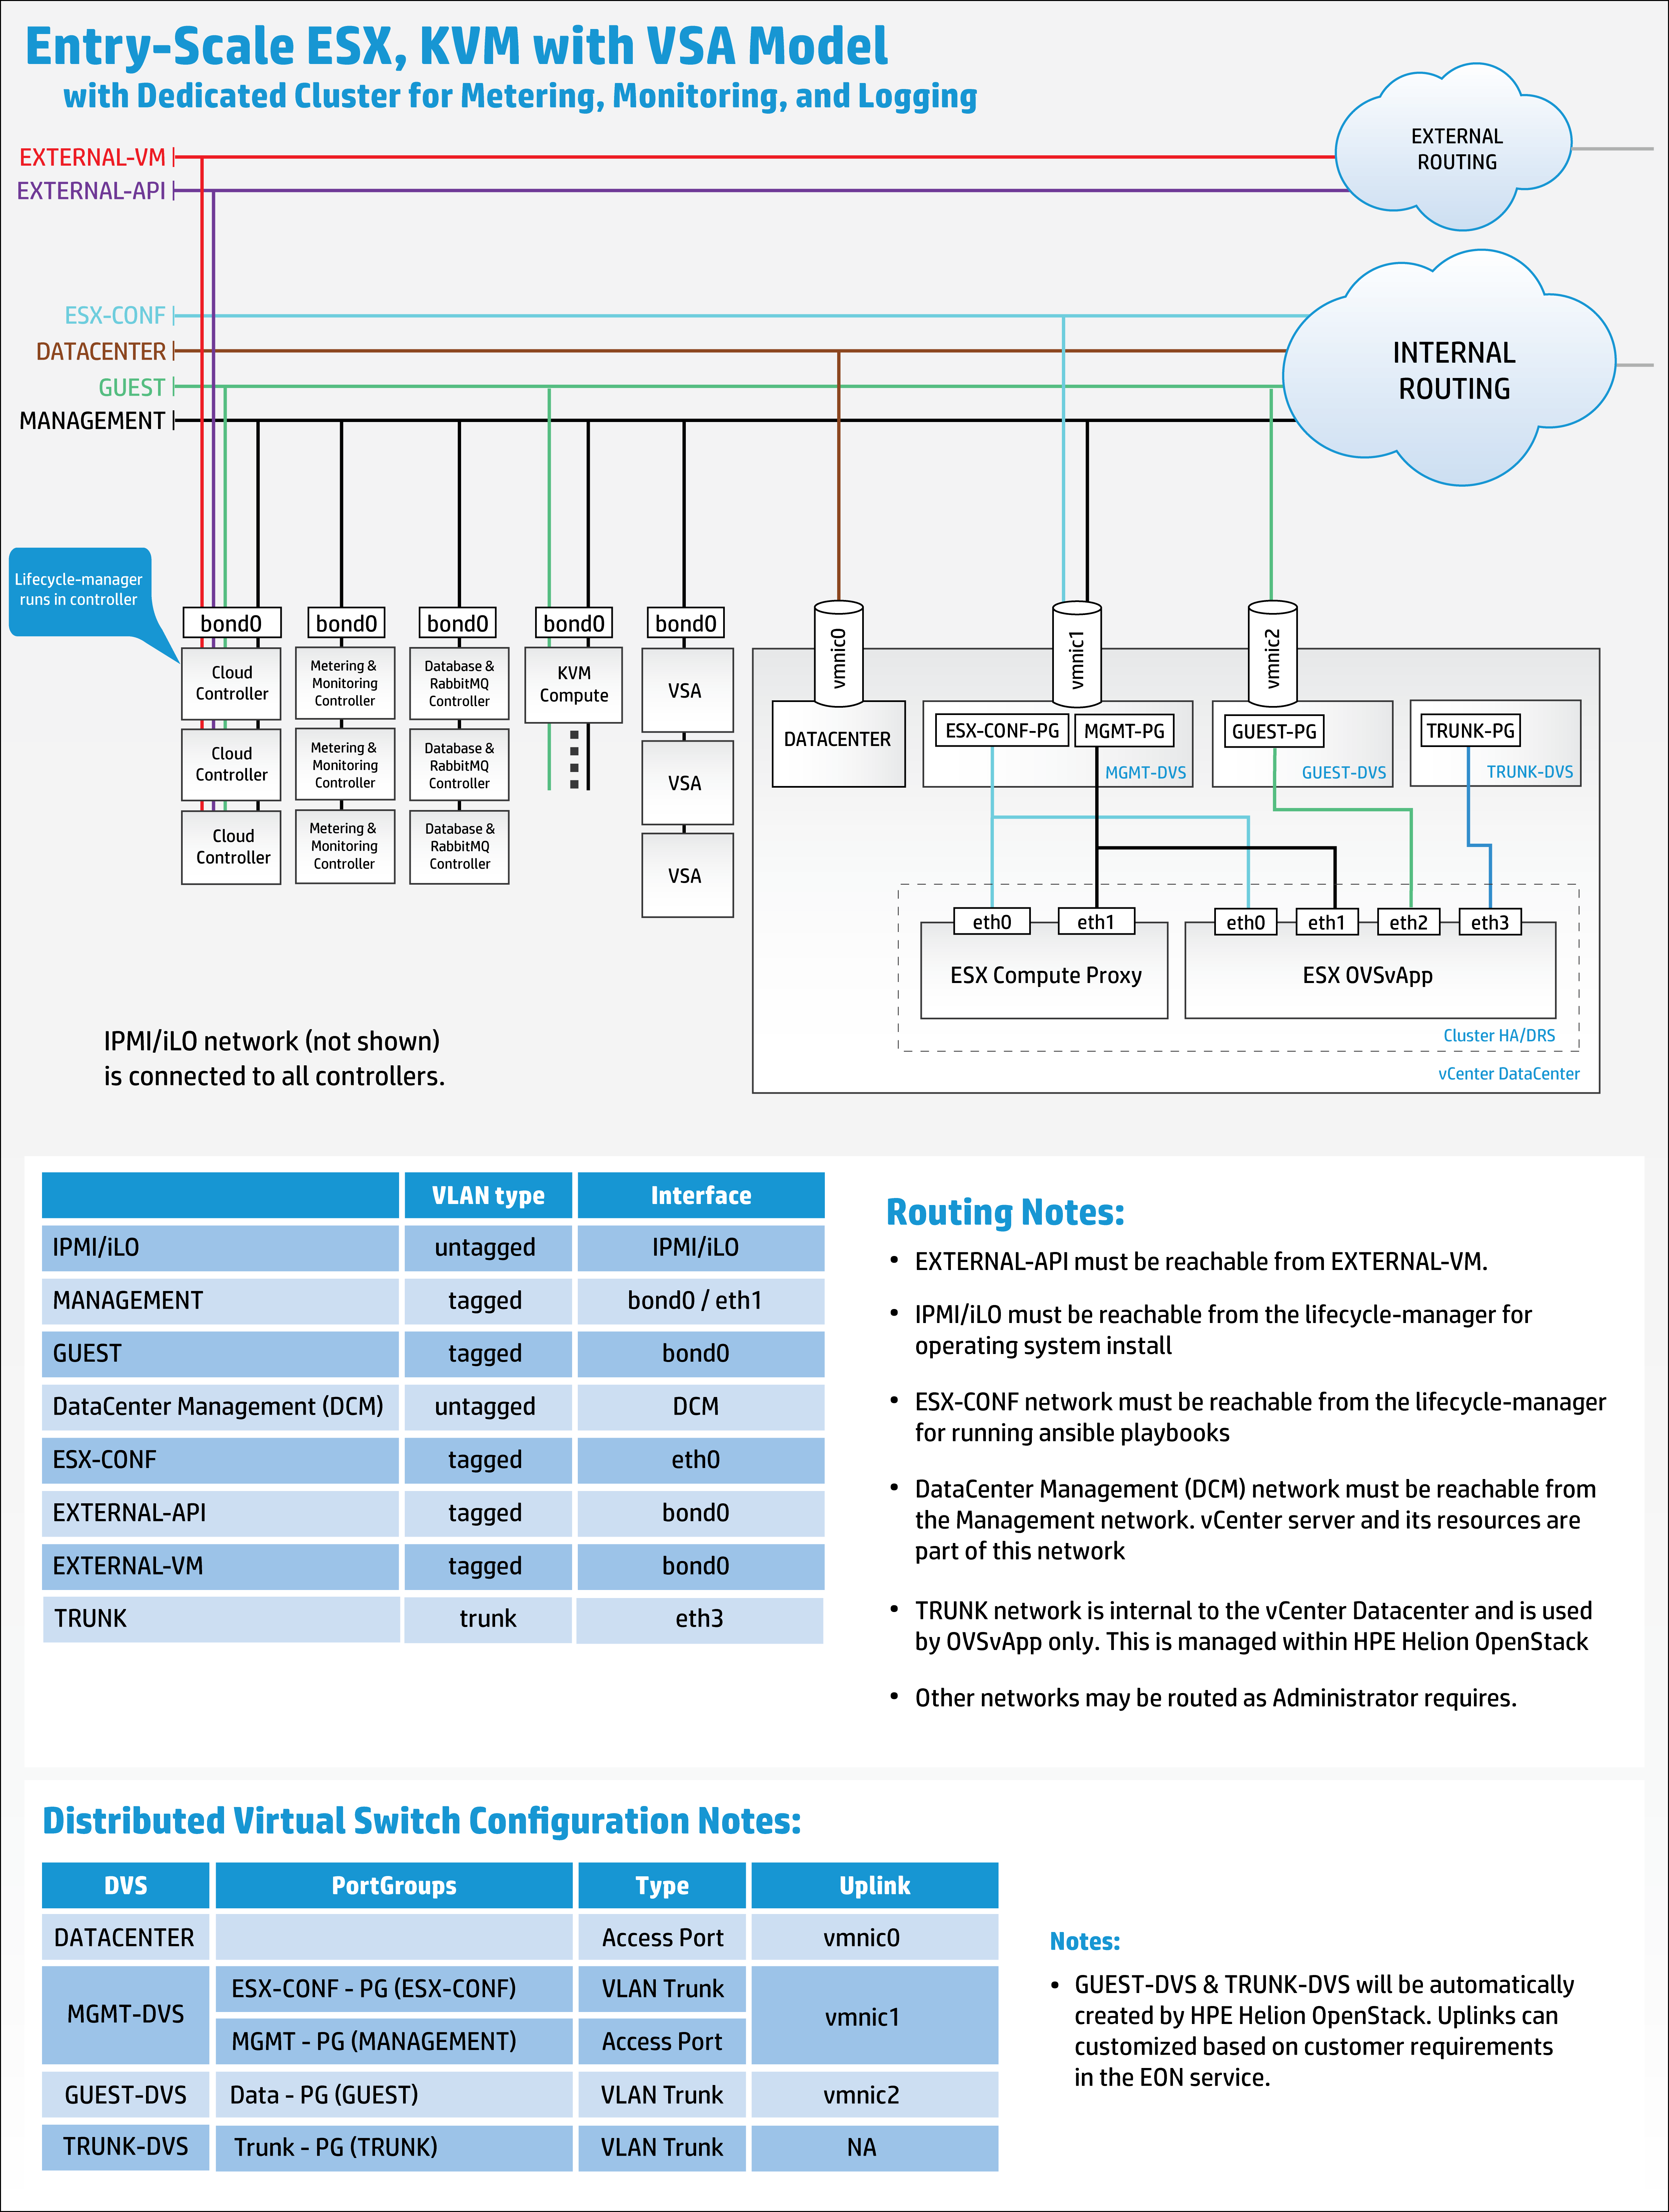 Entry-Scale ESX, KVM with VSA Model
with Dedicated Cluster for Metering, Monitoring, and Logging
EXTERNAL-VM
EXTERNAL-API
EXTERNAL
ROUTING
ESX-CONF
DATACENTER
GUEST
MANAGEMENT
INTERNAL
ROUTING
Lifecycle-manager
runs in controller
bond0
bond0
bond0
bond0
bond0
vmnic0
vmnic1
vmnic2
Cloud
Controller
Metering &
Monitoring
Controller
Database &
RabbitMQ
Controller
KVM
Compute
VSA
Cloud
Controller
Metering &
Monitoring
Controller
Database &
RabbitMQ
Controller
VSA
Cloud
Controller
Metering &
Monitoring
Controller
Database &
RabbitMQ
Controller
VSA
DATACENTER
ESX-CONF-PG
MGMT-PG
MGMT-DVS
GUEST-PG
GUEST-DVS
TRUNK-PG
TRUNK-DVS
eth0
eth1
ESX Compute Proxy
eth0
eth1
eth2
eth3
ESX OVSvApp
Cluster HA/DRS
vCenter DataCenter
IPMI/iLO network (not shown)
is connected to all controllers.
VLAN type Interface
IPMI/iLO untagged IPMI/iLO
MANAGEMENT tagged bond0 / eth1
GUEST tagged bond0
DataCenter Management (DCM) untagged DCM
ESX-CONF tagged eth0
EXTERNAL-API tagged bond0
EXTERNAL-VM tagged bond0
TRUNK trunk eth3
Routing Notes:
• EXTERNAL-API must be reachable from EXTERNAL-VM.
• IPMI/iLO must be reachable from the lifecycle-manager for
operating system install
• ESX-CONF network must be reachable from the lifecycle-manager
for running ansible playbooks
• DataCenter Management (DCM) network must be reachable from
the Management network. vCenter server and its resources are
part of this network
• TRUNK network is internal to the vCenter Datacenter and is used
by OVSvApp only. This is managed within HPE Helion OpenStack
• Other networks may be routed as Administrator requires.
Distributed Virtual Switch Configuration Notes:
DVS PortGroups Type Uplink
DATACENTER Access Port vmnic0
MGMT-DVS ESX-CONF - PG (ESX-CONF) VLAN Trunk vmnic1
MGMT - PG (MANAGEMENT) Access Port
GUEST-DVS Data - PG (GUEST) VLAN Trunk vmnic2
TRUNK-DVS Trunk - PG (TRUNK) VLAN Trunk NA
Notes:
• GUEST-DVS & TRUNK-DVS will be automatically
created by HPE Helion OpenStack. Uplinks can
customized based on customer requirements
in the EON service.